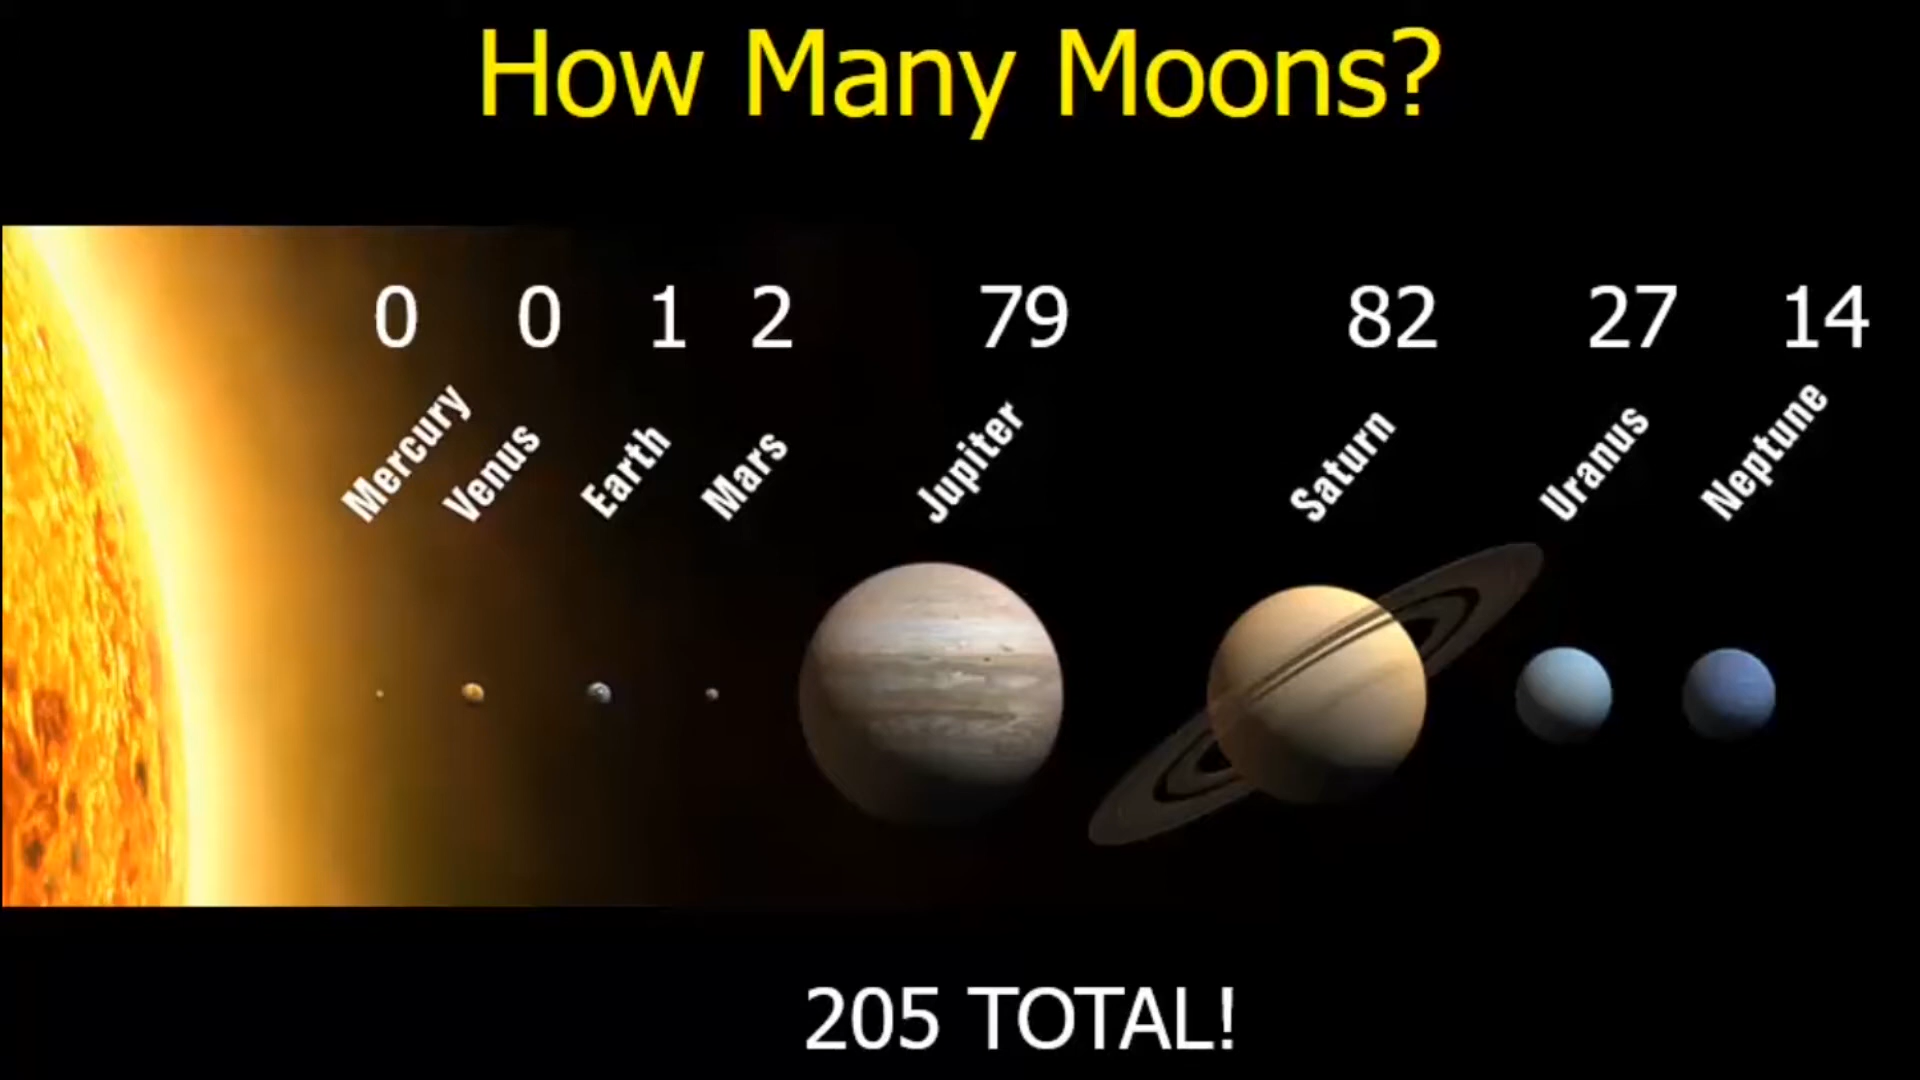 How Many Moons?
0 0 1 2 79 82 27 14
Mercury Venus Earth Mars Jupiter Saturn Uranus Neptune
205 TOTAL!